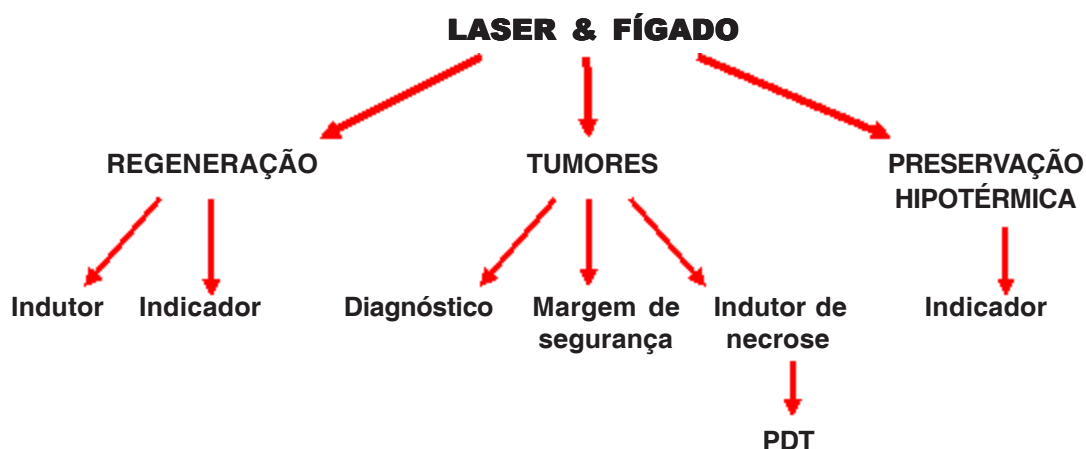 LASER & FÍGADO
REGENERAÇÃO
TUMORES
PRESERVAÇÃO
HIPOTÉRMICA
Indutor
Indicador
Diagnóstico
Margem de
segurança
Indutor de
necrose
Indicador
PDT